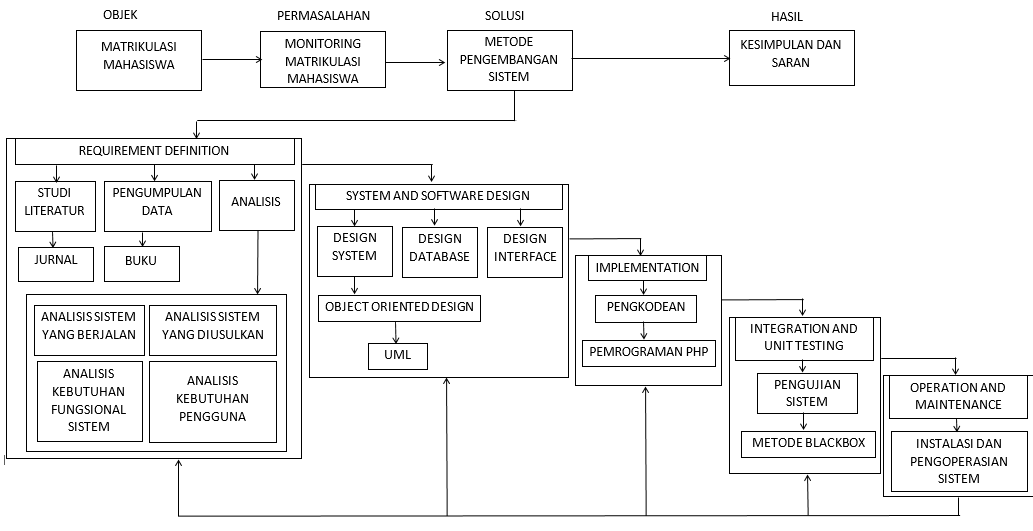 OBJEK
PERMASALAHAN
SOLUSI
HASIL
MATRIKULASI
MAHASISWA
MONITORING
MATRIKULASI
MAHASISWA
METODE
PENGEMBANGAN
SISTEM
KESIMPULAN DAN
SARAN
REQUIREMENT DEFINITION
STUDI
LITERATUR
PENGUMPULAN
DATA
ANALISIS
JURNAL
BUKU
ANALISIS SISTEM
YANG BERJALAN
ANALISIS SISTEM
YANG DIUSULKAN
ANALISIS
KEBUTUHAN
FUNGSIONAL
SISTEM
ANALISIS
KEBUTUHAN
PENGGUNA
SYSTEM AND SOFTWARE DESIGN
DESIGN
SYSTEM
DESIGN
DATABASE
DESIGN
INTERFACE
OBJECT ORIENTED DESIGN
UML
IMPLEMENTATION
PENGKODEAN
PEMROGRAMAN PHP
INTEGRATION AND
UNIT TESTING
PENGUJIAN
SISTEM
METODE BLACKBOX
OPERATION AND
MAINTENANCE
INSTALASI DAN
PENGOPERASIAN
SISTEM